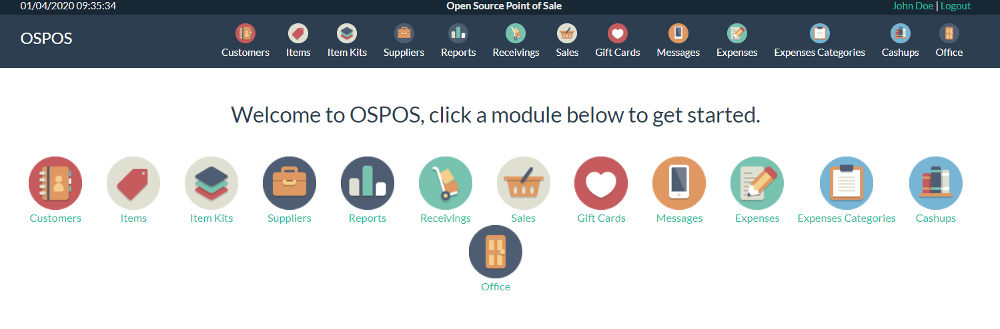 01/04/2020 09:35:34 Open Source Point of Sale John Doe | Logout
OSPOS
Customers Items Item Kits Suppliers Reports Receivings Sales Gift Cards Messages Expenses Expenses Categories Cashups Office
Welcome to OSPOS, click a module below to get started.
Customers Items Item Kits Suppliers Reports Receivings Sales Gift Cards Messages Expenses Expenses Categories Cashups
Office